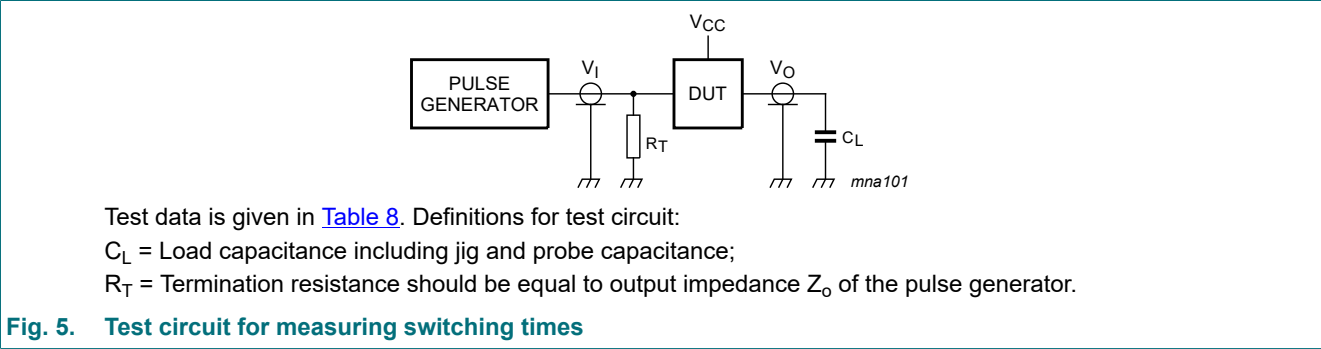 VCC
PULSE
GENERATOR
VI
DUT
VO
RT
CL
mna101
Test data is given in Table 8. Definitions for test circuit:
CL = Load capacitance including jig and probe capacitance;
RT = Termination resistance should be equal to output impedance Zo of the pulse generator.
Fig. 5. Test circuit for measuring switching times